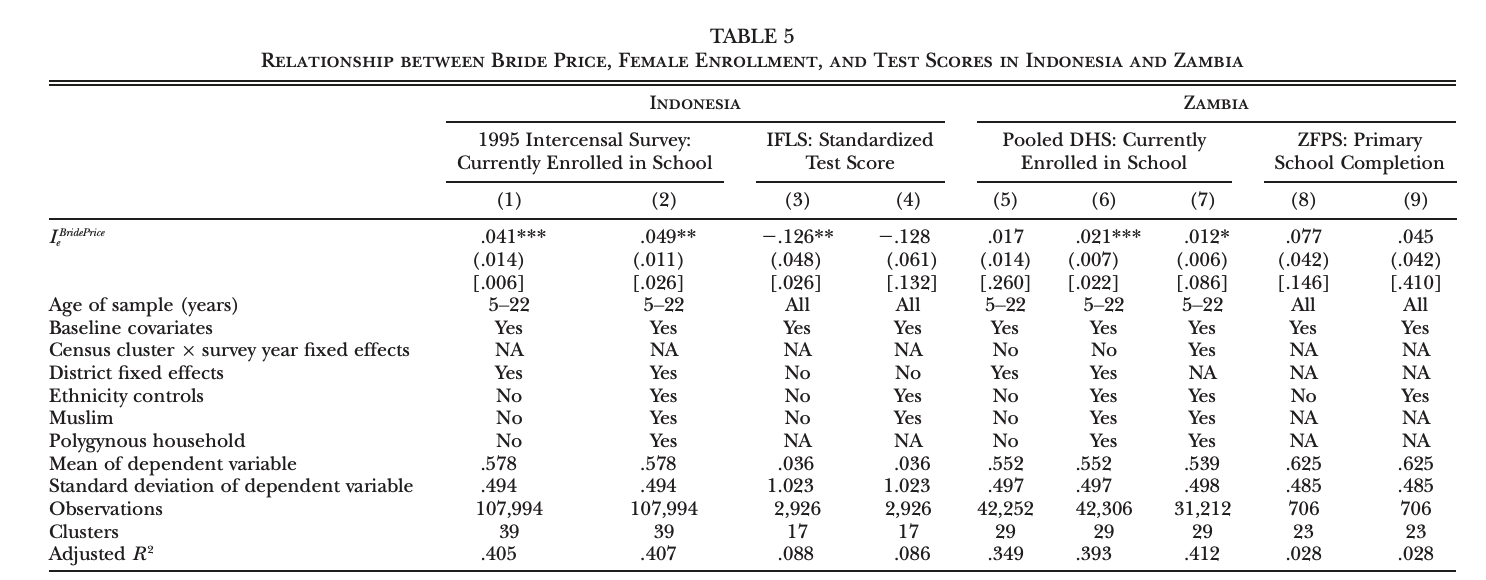 TABLE 5
Relationship between Bride Price, Female Enrollment, and Test Scores in Indonesia and Zambia
Indonesia Zambia
1995 Intercensal Survey: IFLS: Standardized Pooled DHS: Currently ZFPS: Primary
Currently Enrolled in School Test Score Enrolled in School School Completion
(1) (2) (3) (4) (5) (6) (7) (8) (9)
I_e^BridePrice .041*** .049** −.126** −.128 .017 .021*** .012* .077 .045
(.014) (.011) (.048) (.061) (.014) (.007) (.006) (.042) (.042)
[.006] [.026] [.026] [.132] [.260] [.022] [.086] [.146] [.410]
Age of sample (years) 5–22 5–22 All All 5–22 5–22 5–22 All All
Baseline covariates Yes Yes Yes Yes Yes Yes Yes Yes Yes
Census cluster × survey year fixed effects NA NA NA NA No No Yes NA NA
District fixed effects Yes Yes No No Yes Yes NA NA NA
Ethnicity controls No Yes No Yes No Yes Yes No Yes
Muslim No Yes No Yes No Yes Yes NA NA
Polygynous household No Yes NA NA No Yes Yes NA NA
Mean of dependent variable .578 .578 .036 .036 .552 .552 .539 .625 .625
Standard deviation of dependent variable .494 .494 1.023 1.023 .497 .497 .498 .485 .485
Observations 107,994 107,994 2,926 2,926 42,252 42,306 31,212 706 706
Clusters 39 39 17 17 29 29 29 23 23
Adjusted R² .405 .407 .088 .086 .349 .393 .412 .028 .028